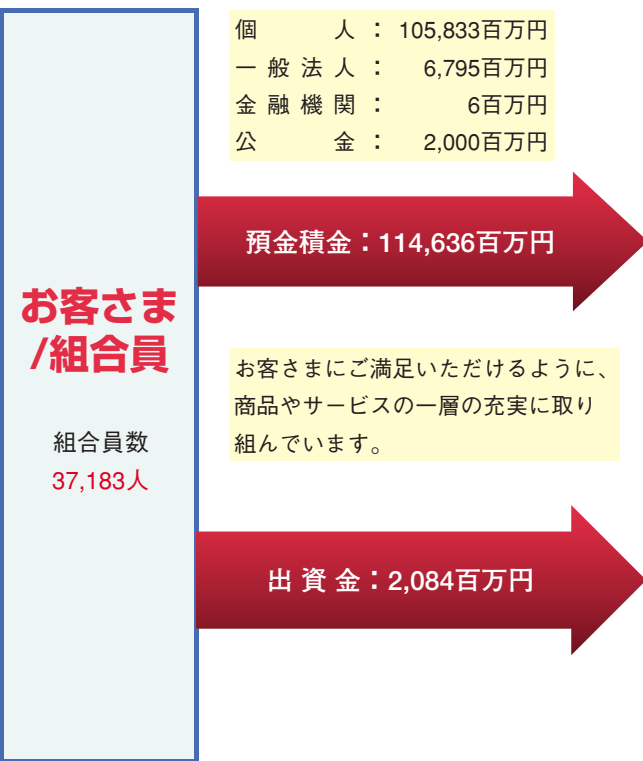 個人：105,833百万円
一般法人：6,795百万円
金融機関：6百万円
公金：2,000百万円
預金積金：114,636百万円
お客さま
/組合員
組合員数
37,183人
お客さまにご満足いただけるように、
商品やサービスの一層の充実に取り
組んでいます。
出資金：2,084百万円